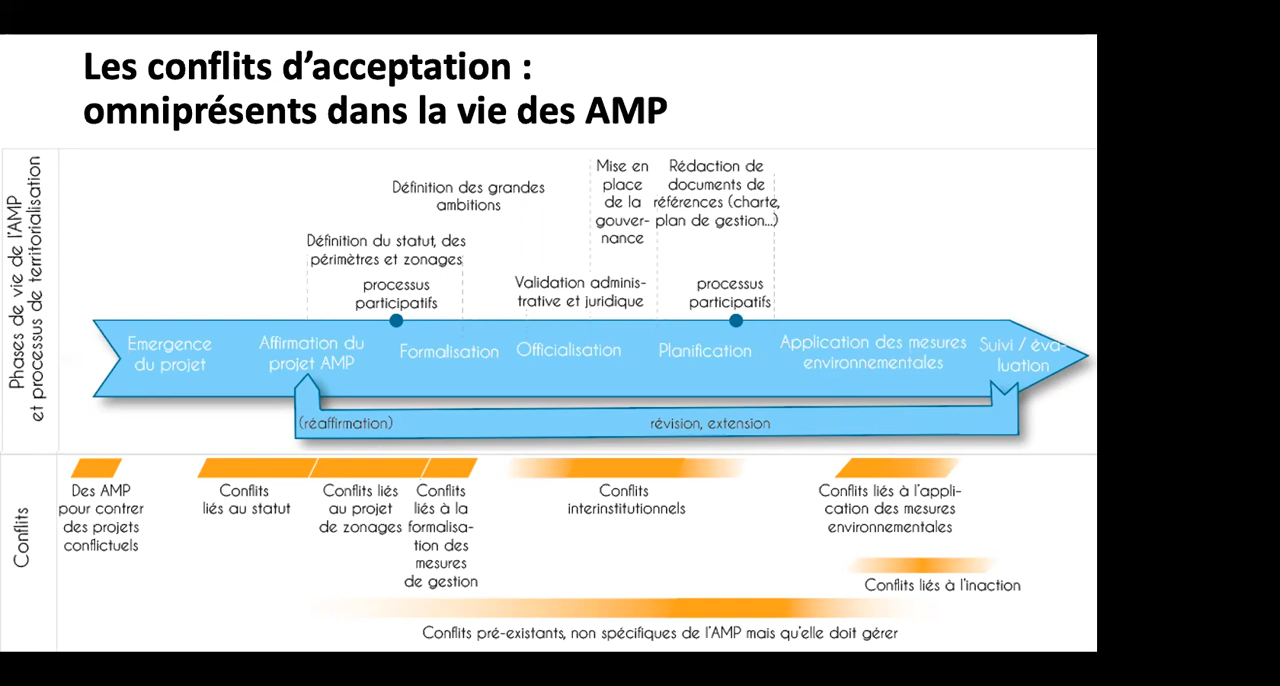 Les conflits d’acceptation :
omniprésents dans la vie des AMP
Phases de vie de l’AMP
et processus de territorialisation
Définition des grandes
ambitions
Mise en
place
de la
gouver-
nance
Rédaction de
documents de
références (charte,
plan de gestion...)
Définition du statut, des
périmètres et zonages
processus
participatifs
Validation adminis-
trative et juridique
processus
participatifs
Emergence
du projet
Affirmation du
projet AMP
Formalisation
Officialisation
Planification
Application des mesures
environnementales
Suivi / éva-
luation
(réaffirmation)
révision, extension
Conflits
Des AMP
pour contrer
des projets
conflictuels
Conflits
liés au statut
Conflits liés
au projet
de zonages
Conflits
liés à la
formalisa-
tion des
mesures
de gestion
Conflits
interinstitutionnels
Conflits liés à l’appli-
cation des mesures
environnementales
Conflits liés à l’inaction
Conflits pré-existants, non spécifiques de l’AMP mais qu’elle doit gérer